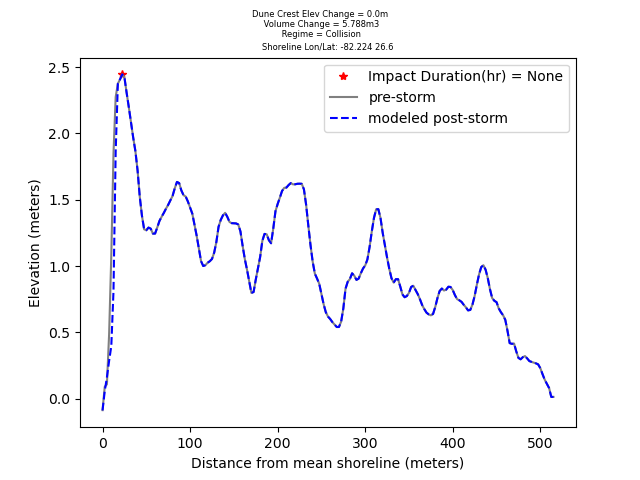 Dune Crest Elev Change = 0.0m
Volume Change = 5.788m3
Regime = Collision
Shoreline Lon/Lat: -82.224 26.6
Impact Duration(hr) = None
pre-storm
modeled post-storm
Elevation (meters)
2.5
2.0
1.5
1.0
0.5
0.0
0 100 200 300 400 500
Distance from mean shoreline (meters)